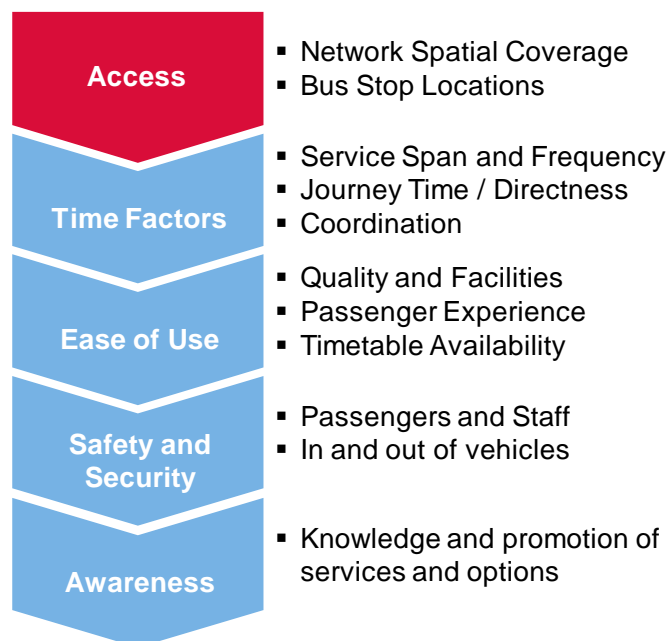 Access
▪ Network Spatial Coverage
▪ Bus Stop Locations
Time Factors
▪ Service Span and Frequency
▪ Journey Time / Directness
▪ Coordination
Ease of Use
▪ Quality and Facilities
▪ Passenger Experience
▪ Timetable Availability
Safety and
Security
▪ Passengers and Staff
▪ In and out of vehicles
Awareness
▪ Knowledge and promotion of
services and options